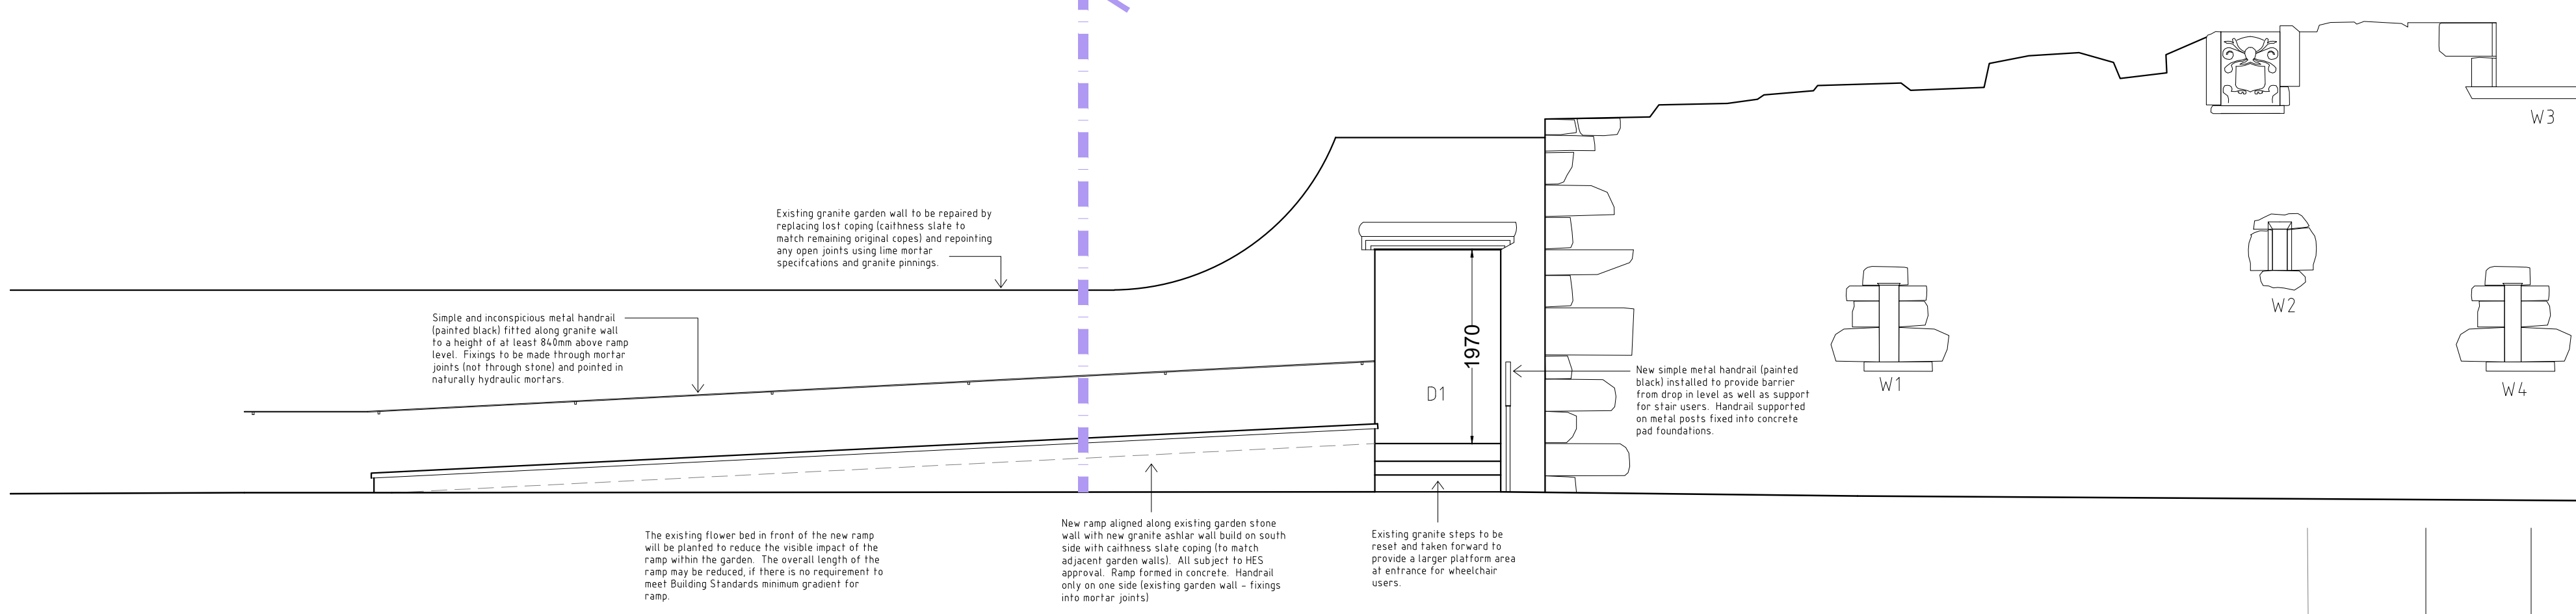 W3
Existing granite garden wall to be repaired by
replacing lost coping (caithness slate to
match remaining original copes) and repointing
any open joints using lime mortar
specifcations and granite pinnings.
Simple and inconspicious metal handrail
(painted black) fitted along granite wall
to a height of at least 840mm above ramp
level. Fixings to be made through mortar
joints (not through stone) and pointed in
naturally hydraulic mortars.
1970
D1
New simple metal handrail (painted
black) installed to provide barrier
from drop in level as well as support
for stair users. Handrail supported
on metal posts fixed into concrete
pad foundations.
W1
W2
W4
The existing flower bed in front of the new ramp
will be planted to reduce the visible impact of the
ramp within the garden. The overall length of the
ramp may be reduced, if there is no requirement to
meet Building Standards minimum gradient for
ramp.
New ramp aligned along existing garden stone
wall with new granite ashlar wall build on south
side with caithness slate coping (to match
adjacent garden walls). All subject to HES
approval. Ramp formed in concrete. Handrail
only on one side (existing garden wall - fixings
into mortar joints)
Existing granite steps to be
reset and taken forward to
provide a larger platform area
at entrance for wheelchair
users.